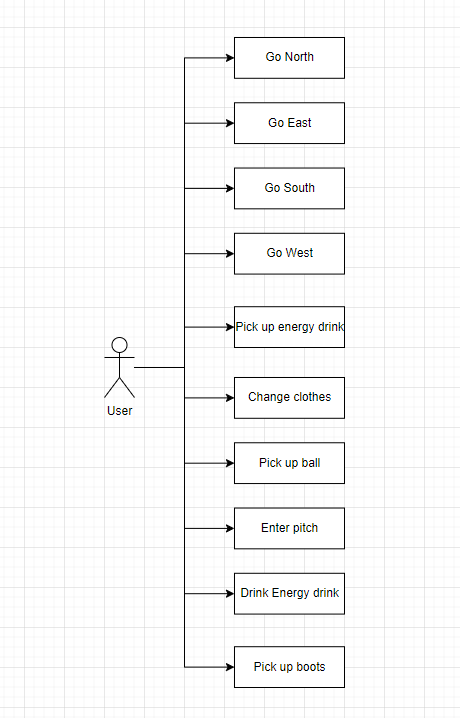 Go North
Go East
Go South
Go West
Pick up energy drink
Change clothes
User
Pick up ball
Enter pitch
Drink Energy drink
Pick up boots